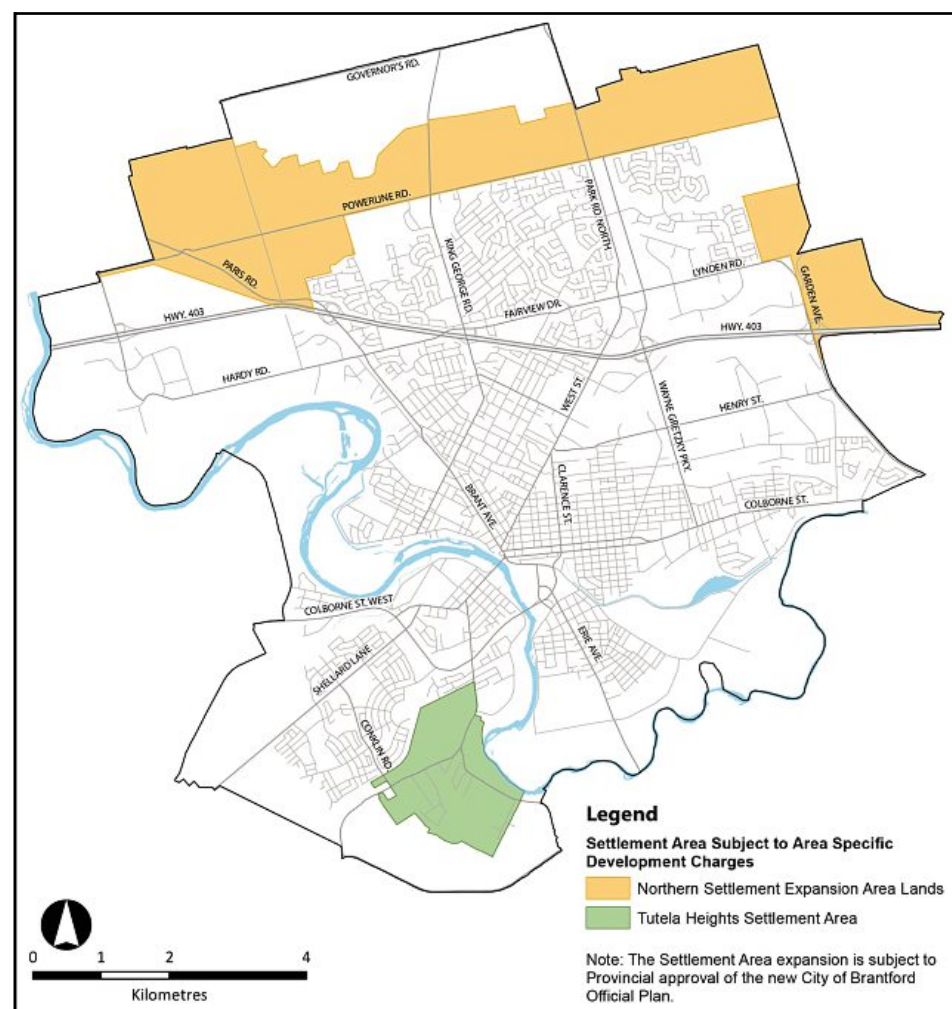 GOVERNOR'S RD.
POWERLINE RD.
PARK RD. NORTH
PARIS RD.
KING GEORGE RD.
LYNDEN RD.
GARDEN AVE.
FAIRVIEW DR.
HWY. 403
HWY. 403
HARDY RD.
WEST ST.
WAYNE GRETZKY PKY.
HENRY ST.
BRANT AVE.
CLARENCE ST.
COLBORNE ST.
COLBORNE ST. WEST
ERIE AVE.
SHELLARD LANE
CONKLIN RD.
Legend
Settlement Area Subject to Area Specific
Development Charges
Northern Settlement Expansion Area Lands
Tutela Heights Settlement Area
Note: The Settlement Area expansion is subject to
Provincial approval of the new City of Brantford
Official Plan.
0 1 2 4
Kilometres